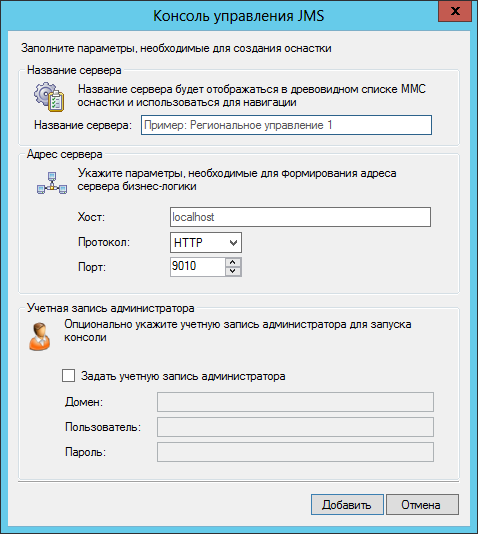 Консоль управления JMS
x
Заполните параметры, необходимые для создания оснастки
Название сервера
Название сервера будет отображаться в древовидном списке MMC
оснастки и использоваться для навигации
Название сервера: Пример: Региональное управление 1
Адрес сервера
Укажите параметры, необходимые для формирования адреса
сервера бизнес-логики
Хост: localhost
Протокол: HTTP
Порт: 9010
Учетная запись администратора
Опционально укажите учетную запись администратора для запуска
консоли
Задать учетную запись администратора
Домен:
Пользователь:
Пароль:
Добавить Отмена